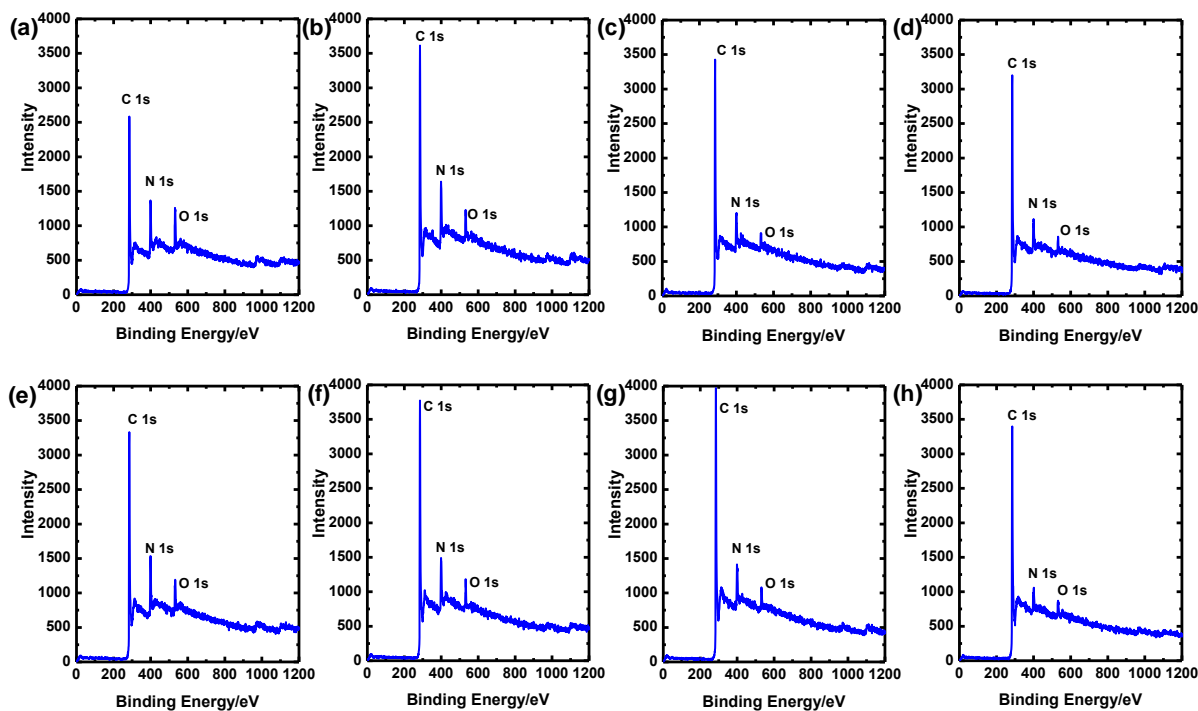 (a) (b) (c) (d)
4000 4000 4000 4000
3500 3500 3500 3500
3000 3000 3000 3000
2500 2500 2500 2500
2000 2000 2000 2000
1500 1500 1500 1500
1000 1000 1000 1000
500 500 500 500
0 0 0 0
Intensity Intensity Intensity Intensity
C 1s C 1s C 1s C 1s
N 1s N 1s N 1s N 1s
O 1s O 1s O 1s O 1s
0 200 400 600 800 1000 1200 0 200 400 600 800 1000 1200 0 200 400 600 800 1000 1200 0 200 400 600 800 1000 1200
Binding Energy/eV Binding Energy/eV Binding Energy/eV Binding Energy/eV
(e) (f) (g) (h)
4000 4000 4000 4000
3500 3500 3500 3500
3000 3000 3000 3000
2500 2500 2500 2500
2000 2000 2000 2000
1500 1500 1500 1500
1000 1000 1000 1000
500 500 500 500
0 0 0 0
Intensity Intensity Intensity Intensity
C 1s C 1s C 1s C 1s
N 1s N 1s N 1s N 1s
O 1s O 1s O 1s O 1s
0 200 400 600 800 1000 1200 0 200 400 600 800 1000 1200 0 200 400 600 800 1000 1200 0 200 400 600 800 1000 1200
Binding Energy/eV Binding Energy/eV Binding Energy/eV Binding Energy/eV